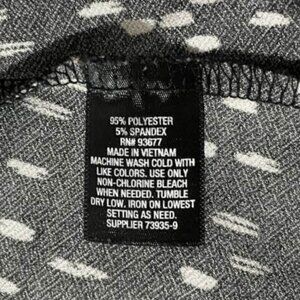 95% POLYESTER
5% SPANDEX
RN# 93677
MADE IN VIETNAM
MACHINE WASH COLD WITH
LIKE COLORS. USE ONLY
NON-CHLORINE BLEACH
WHEN NEEDED. TUMBLE
DRY LOW. IRON ON LOWEST
SETTING AS NEED.
SUPPLIER 73935-9